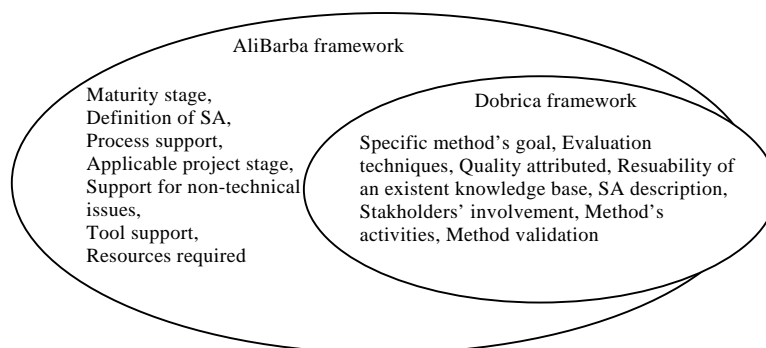 AliBarba framework
Maturity stage,
Definition of SA,
Process support,
Applicable project stage,
Support for non-technical
issues,
Tool support,
Resources required
Dobrica framework
Specific method's goal, Evaluation
techniques, Quality attributed, Resuability of
an existent knowledge base, SA description,
Stakholders' involvement, Method's
activities, Method validation